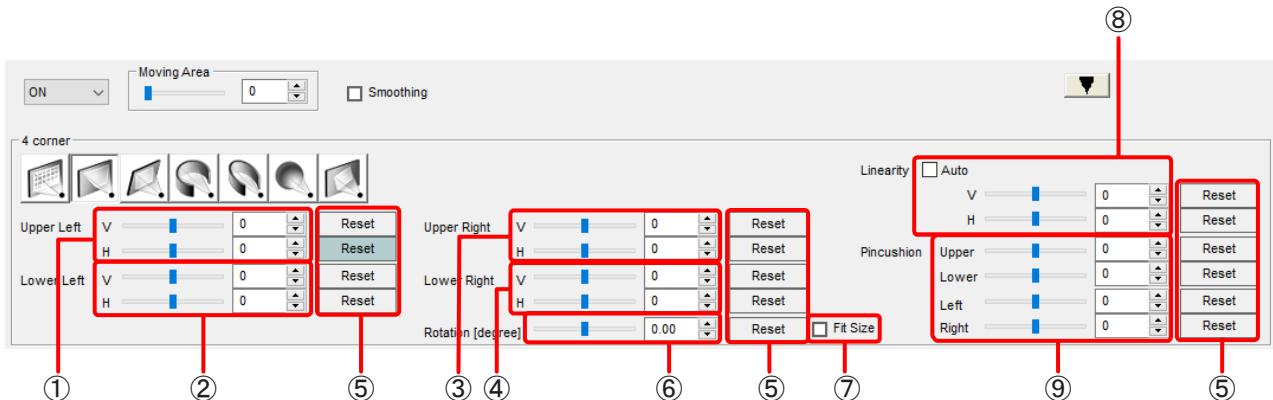 ⑧
Moving Area
ON 0 Smoothing
4 corner
Linearity Auto
V 0 Reset
H 0 Reset
Upper Left V 0 Reset Upper Right V 0 Reset
H 0 Reset H 0 Reset
Lower Left V 0 Reset Lower Right V 0 Reset
H 0 Reset H 0 Reset
Rotation [degree] 0.00 Reset Fit Size
Pincushion Upper 0 Reset
Lower 0 Reset
Left 0 Reset
Right 0 Reset
① ② ⑤ ③ ④ ⑥ ⑤ ⑦ ⑨ ⑤